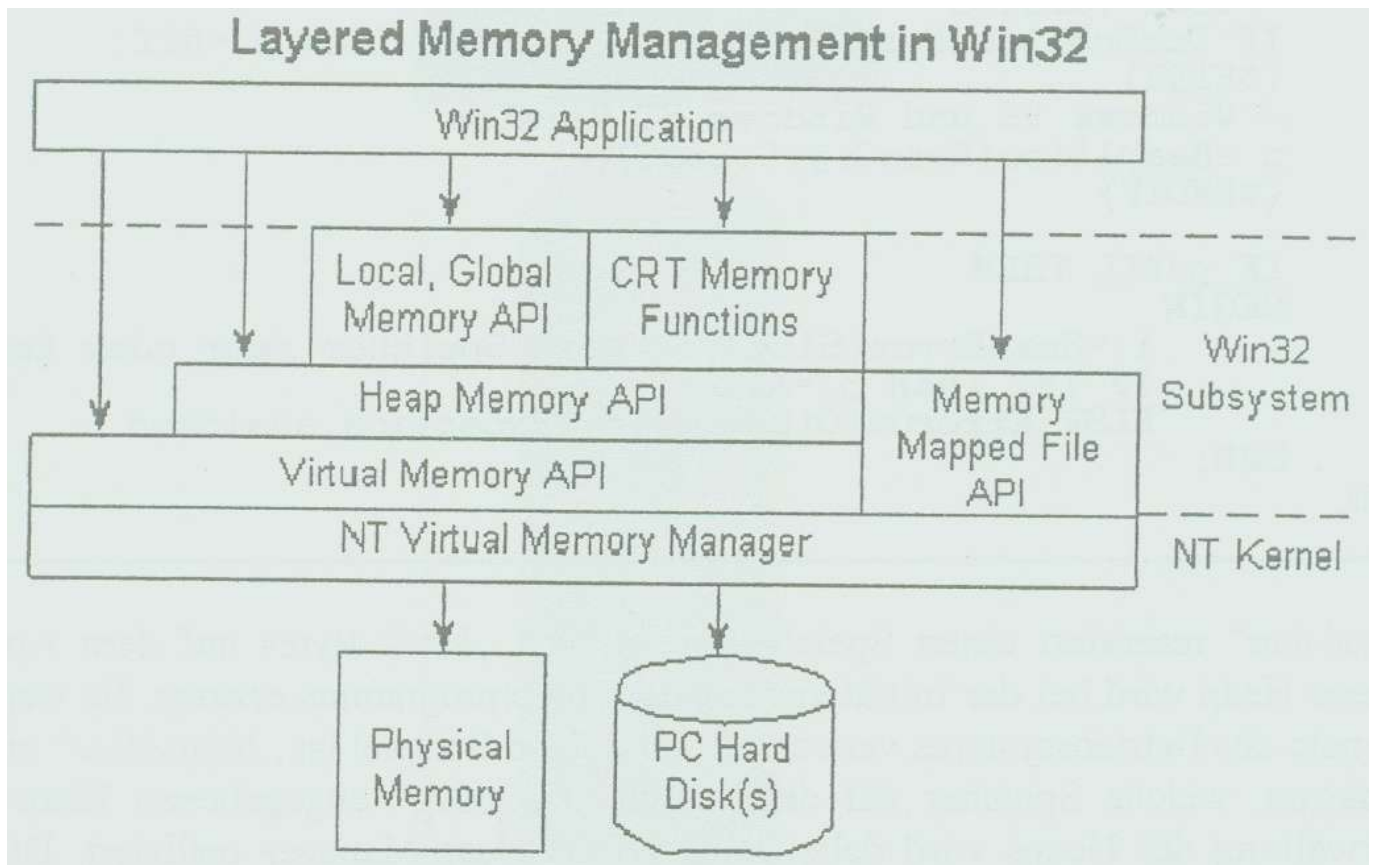 Layered Memory Management in Win32
Win32 Application
Local, Global
Memory API
CRT Memory
Functions
Heap Memory API
Memory
Mapped File
API
Win32
Subsystem
Virtual Memory API
NT Virtual Memory Manager
NT Kernel
Physical
Memory
PC Hard
Disk(s)